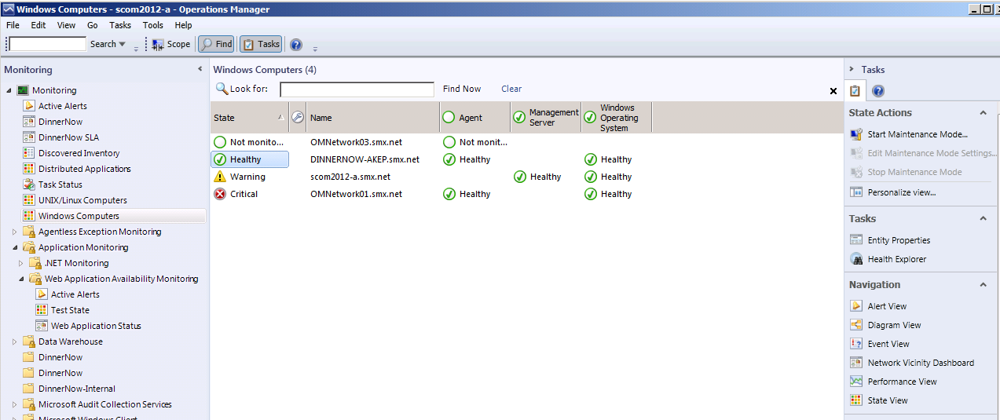 Windows Computers - scom2012-a - Operations Manager
File Edit View Go Tasks Tools Help
Search Scope Find Tasks
Monitoring
Monitoring
Active Alerts
DinnerNow
DinnerNow SLA
Discovered Inventory
Distributed Applications
Task Status
UNIX/Linux Computers
Windows Computers
Agentless Exception Monitoring
Application Monitoring
.NET Monitoring
Web Application Availability Monitoring
Active Alerts
Test State
Web Application Status
Data Warehouse
DinnerNow
DinnerNow
DinnerNow-Internal
Microsoft Audit Collection Services
Microsoft Windows Client
Windows Computers (4)
Look for: Find Now Clear
State Name Agent Management Server Windows Operating System
Not monito... OMNetwork03.smx.net Not monit...
Healthy DINNERNOW-AKEP.smx.net Healthy Healthy
Warning scom2012-a.smx.net Healthy Healthy
Critical OMNetwork01.smx.net Healthy Healthy
Tasks
State Actions
Start Maintenance Mode...
Edit Maintenance Mode Settings...
Stop Maintenance Mode
Personalize view...
Tasks
Entity Properties
Health Explorer
Navigation
Alert View
Diagram View
Event View
Network Vicinity Dashboard
Performance View
State View